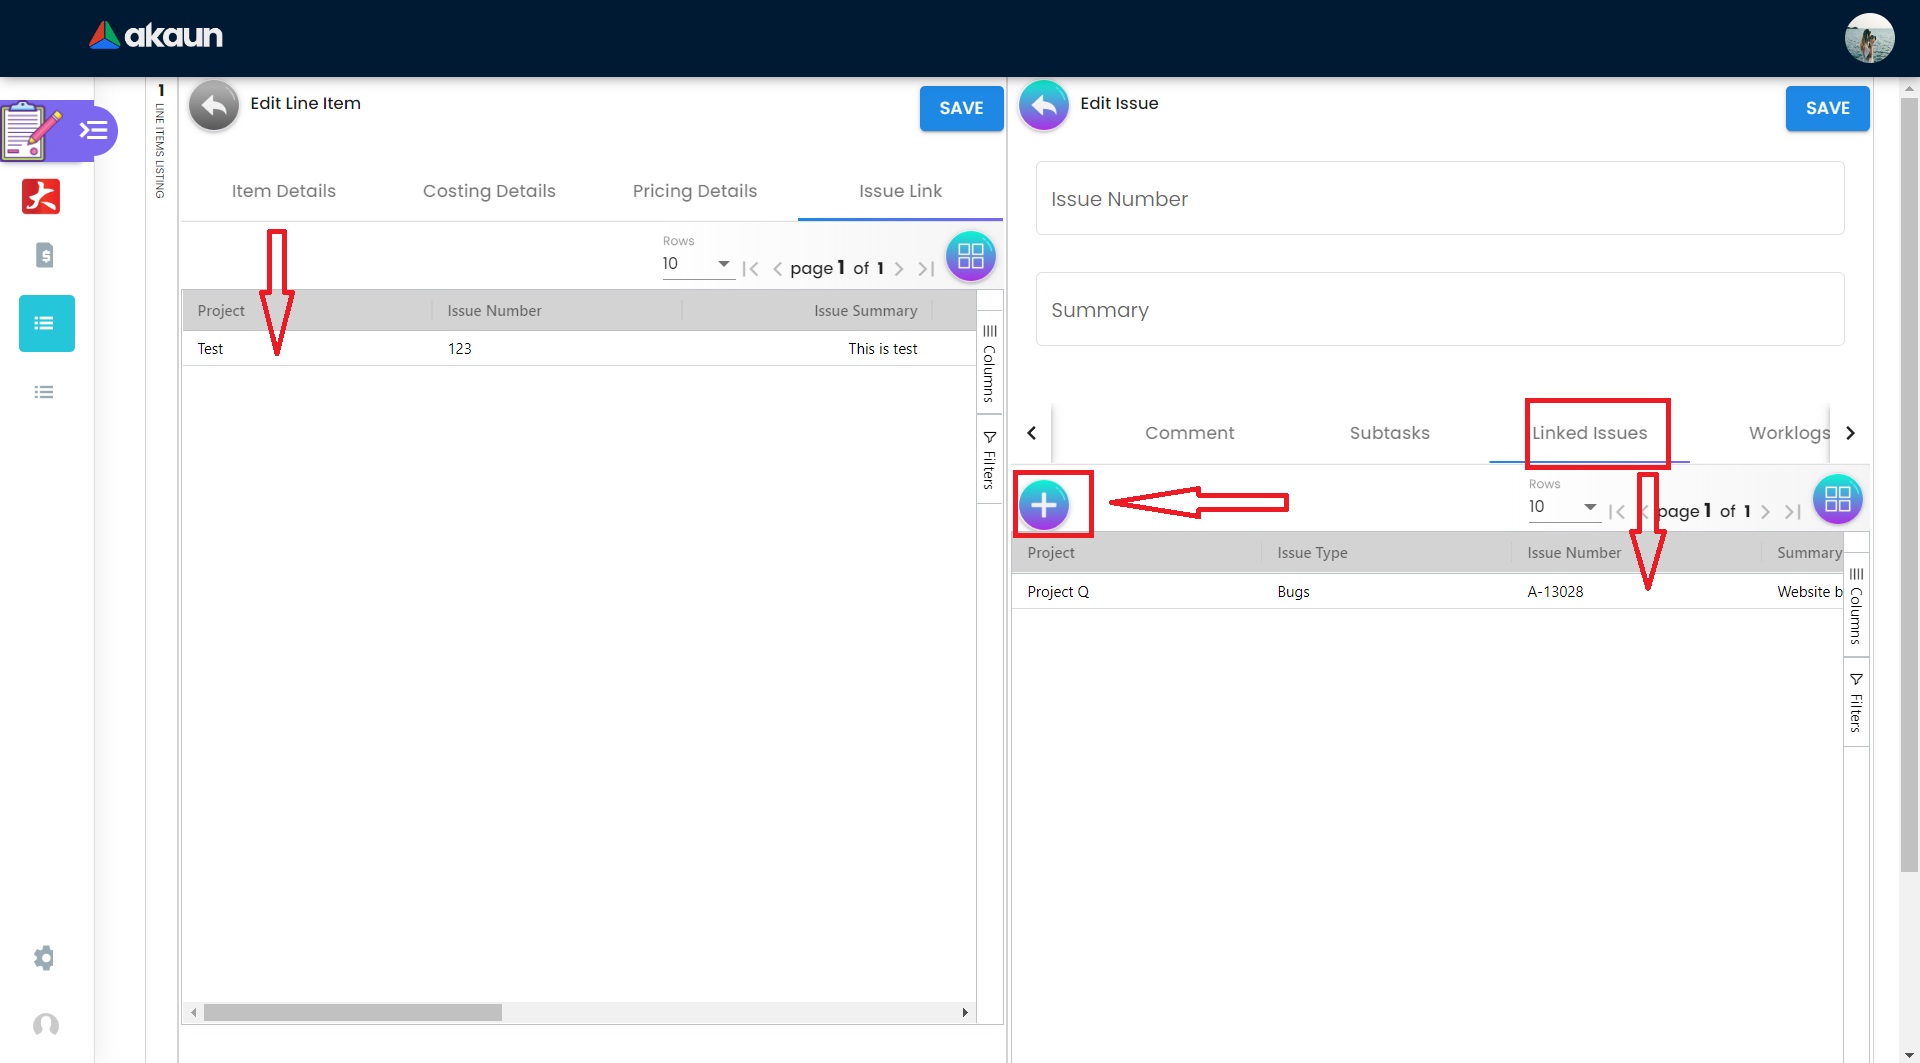 akaun
1 LINE ITEMS LISTING
Edit Line Item
SAVE
Item Details
Costing Details
Pricing Details
Issue Link
Rows
10
page 1 of 1
Project
Issue Number
Issue Summary
Test
123
This is test
Columns
Filters
Edit Issue
SAVE
Issue Number
Summary
Comment
Subtasks
Linked Issues
Worklogs
Rows
10
page 1 of 1
Project
Issue Type
Issue Number
Summary
Project Q
Bugs
A-13028
Website b
Columns
Filters